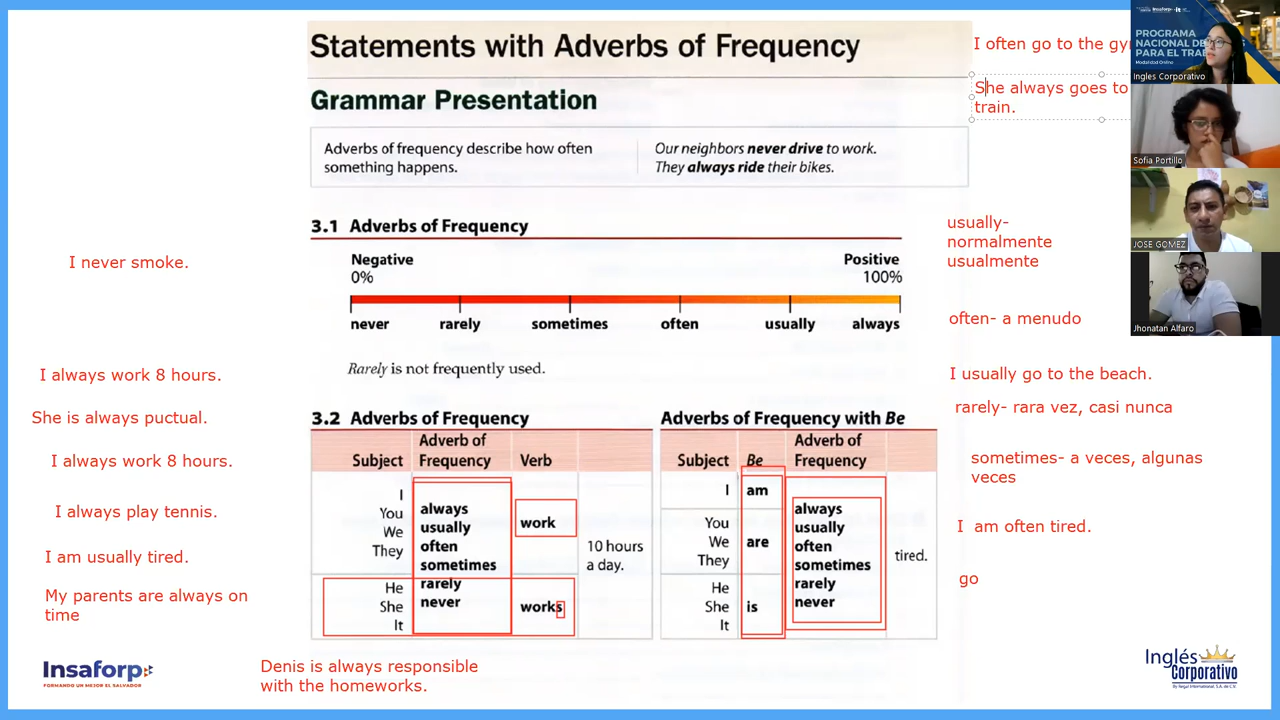 Statements with Adverbs of Frequency
I often go to the
Grammar Presentation
She always goes to
train.
Adverbs of frequency describe how often
something happens.
Our neighbors never drive to work.
They always ride their bikes.
3.1 Adverbs of Frequency
Negative
0%
Positive
100%
never rarely sometimes often usually always
Rarely is not frequently used.
usually-
normalmente
usualmente
often- a menudo
I usually go to the beach.
rarely- rara vez, casi nunca
sometimes- a veces, algunas
veces
I am often tired.
go
I never smoke.
I always work 8 hours.
She is always puctual.
I always work 8 hours.
I always play tennis.
I am usually tired.
My parents are always on
time
Denis is always responsible
with the homeworks.
3.2 Adverbs of Frequency
Subject
Adverb of
Frequency
Verb
I
You
We
They
He
She
It
always
usually
often
sometimes
rarely
never
work
works
10 hours
a day.
Adverbs of Frequency with Be
Subject
Be
Adverb of
Frequency
I
You
We
They
He
She
It
am
are
is
always
usually
often
sometimes
rarely
never
tired.
Insaforp
FORMANDO UN MEJOR EL SALVADOR
Inglés
Corporativo
PROGRAMA
NACIONAL DE
PARA EL
Modalidad Online
Ingles Corporativo
Sofia Portillo
JOSE GOMEZ
Jhonatan Alfaro